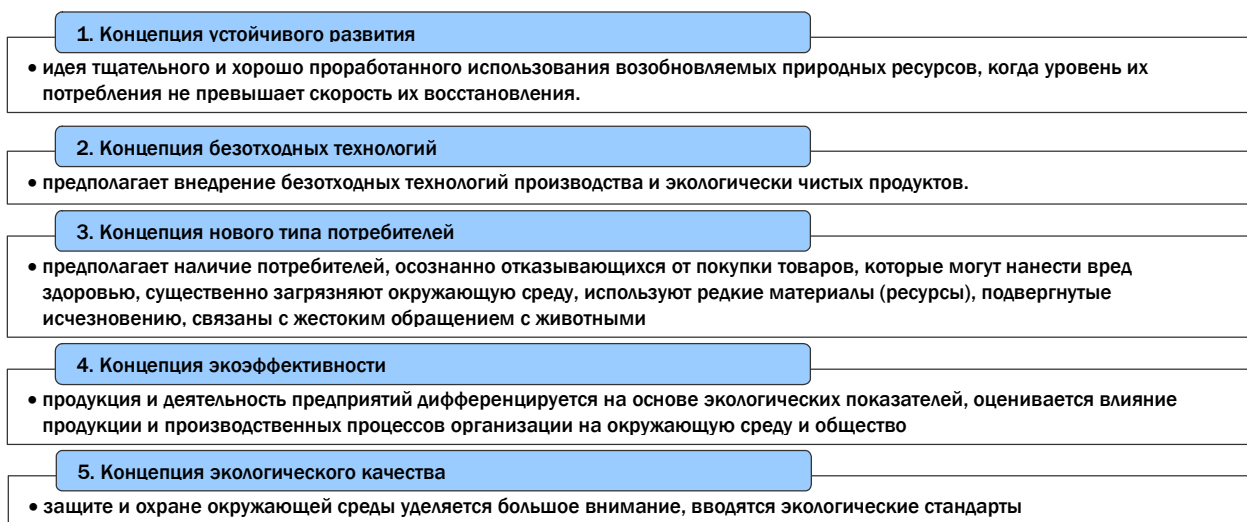 1. Концепция устойчивого развития
• идея тщательного и хорошо проработанного использования возобновляемых природных ресурсов, когда уровень их
потребления не превышает скорость их восстановления.
2. Концепция безотходных технологий
• предполагает внедрение безотходных технологий производства и экологически чистых продуктов.
3. Концепция нового типа потребителей
• предполагает наличие потребителей, осознанно отказывающихся от покупки товаров, которые могут нанести вред
здоровью, существенно загрязняют окружающую среду, используют редкие материалы (ресурсы), подвергнутые
исчезновению, связаны с жестоким обращением с животными
4. Концепция экоэффективности
• продукция и деятельность предприятий дифференцируется на основе экологических показателей, оценивается влияние
продукции и производственных процессов организации на окружающую среду и общество
5. Концепция экологического качества
• защите и охране окружающей среды уделяется большое внимание, вводятся экологические стандарты